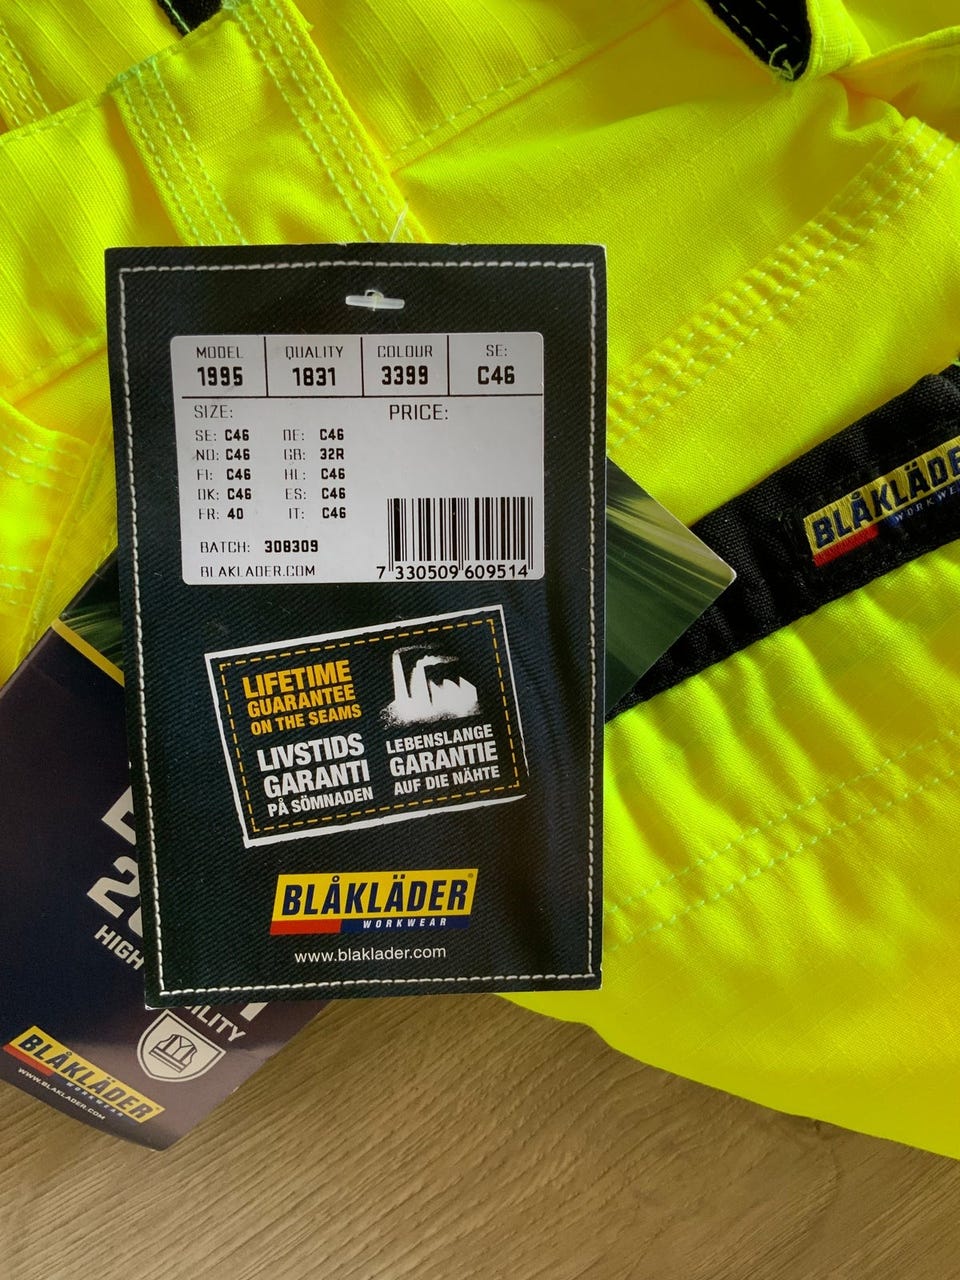 MODEL QUALITY COLOUR SE:
1995 1831 3399 C46
SIZE: PRICE:
SE: C46 DE: C46
NO: C46 GB: 32R
FI: C46 HL: C46
DK: C46 ES: C46
FR: 40 IT: C46
BATCH: 308309
BLAKLADER.COM
7 330509 609514
LIFETIME
GUARANTEE
ON THE SEAMS
LIVSTIDS
GARANTI
PÅ SÖMNADEN
LEBENSLANGE
GARANTIE
AUF DIE NÄHTE
BLÅKLÄDER®
WORKWEAR
www.blaklader.com
BLÅKLÄDER
HIGH
BLÅKLÄDER
WORKWEAR
WWW.BLAKLADER.COM